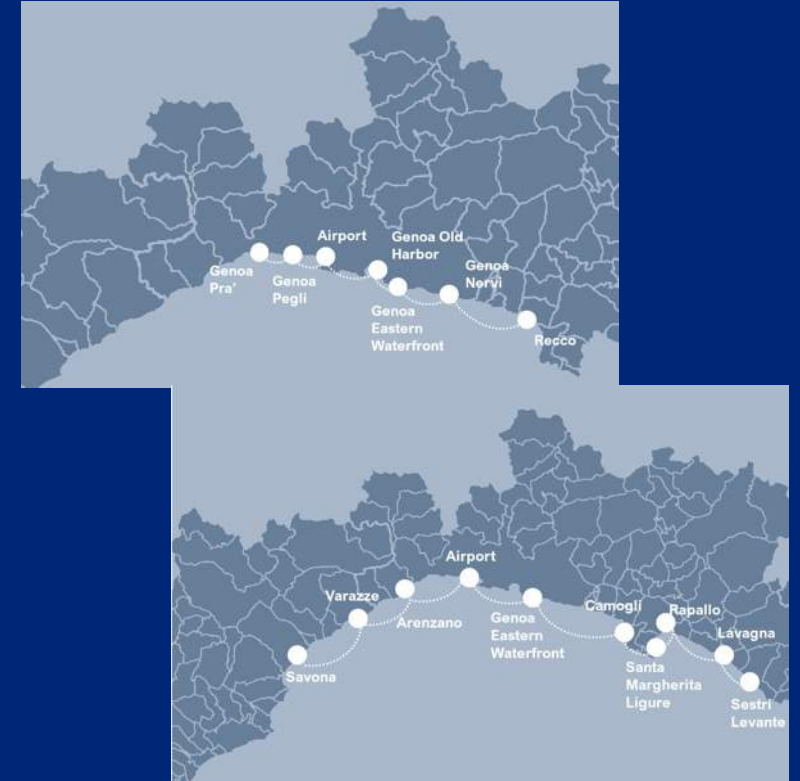 Airport
Genoa Old
Harbor
Genoa
Pra'
Genoa
Pegli
Genoa
Nervi
Genoa
Eastern
Waterfront
Recco
Airport
Varazze
Arenzano
Genoa
Eastern
Waterfront
Camogli
Rapallo
Lavagna
Savona
Santa
Margherita
Ligure
Sestri
Levante